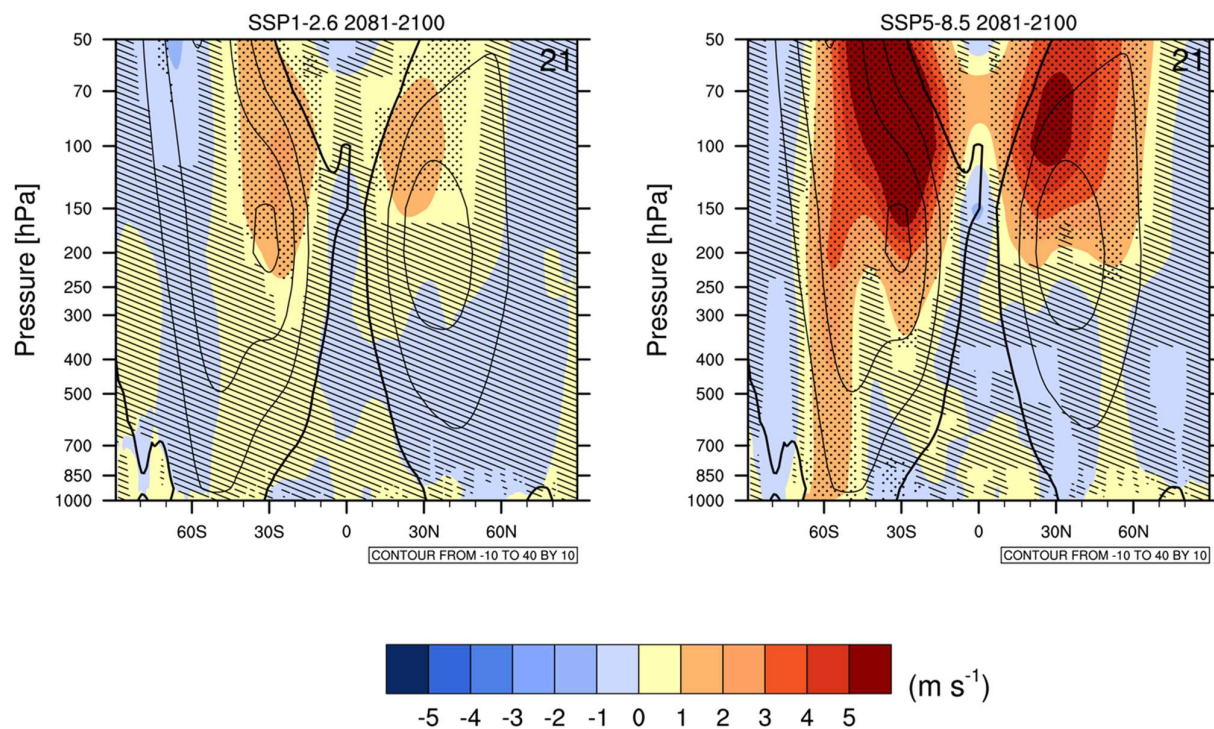 SSP1-2.6 2081-2100
SSP5-8.5 2081-2100
21
21
Pressure [hPa]
50
70
100
150
200
250
300
400
500
700
850
1000
60S 30S 0 30N 60N
CONTOUR FROM -10 TO 40 BY 10
Pressure [hPa]
50
70
100
150
200
250
300
400
500
700
850
1000
60S 30S 0 30N 60N
CONTOUR FROM -10 TO 40 BY 10
-5 -4 -3 -2 -1 0 1 2 3 4 5
(m s⁻¹)